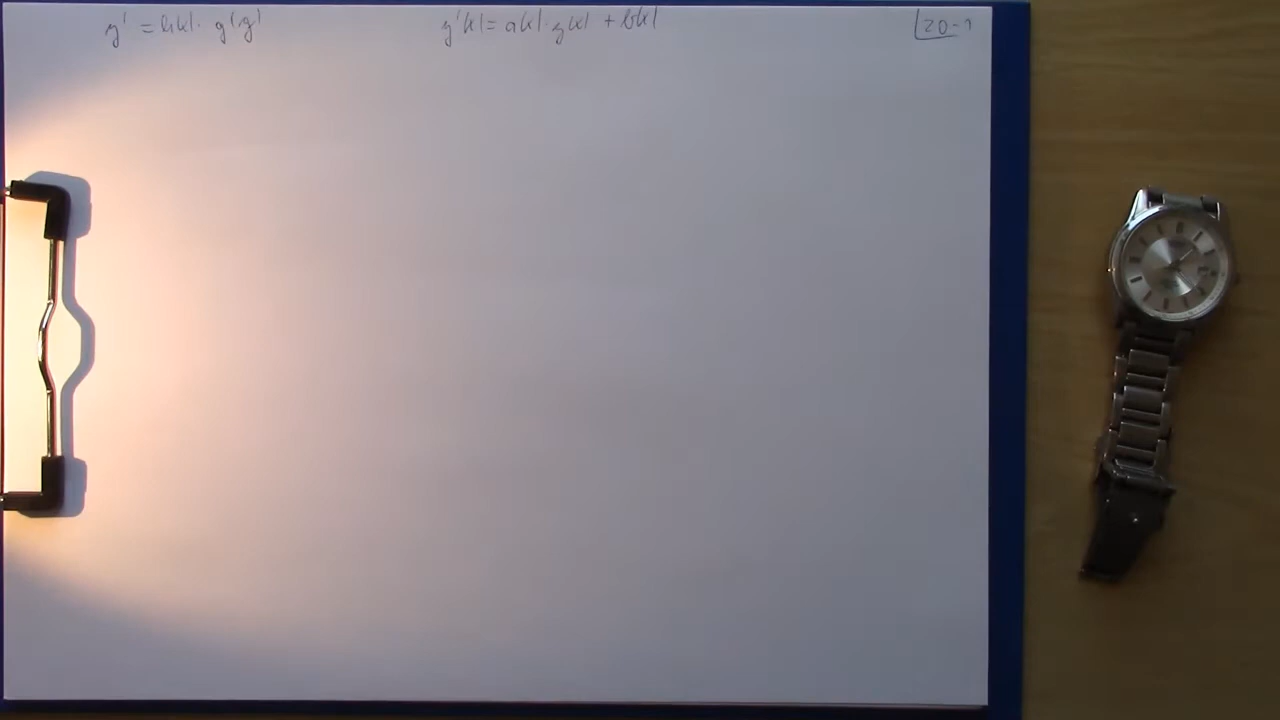 y' = h(x) · g(y)    y'(x) = a(x) · y(x) + b(x)    20-1